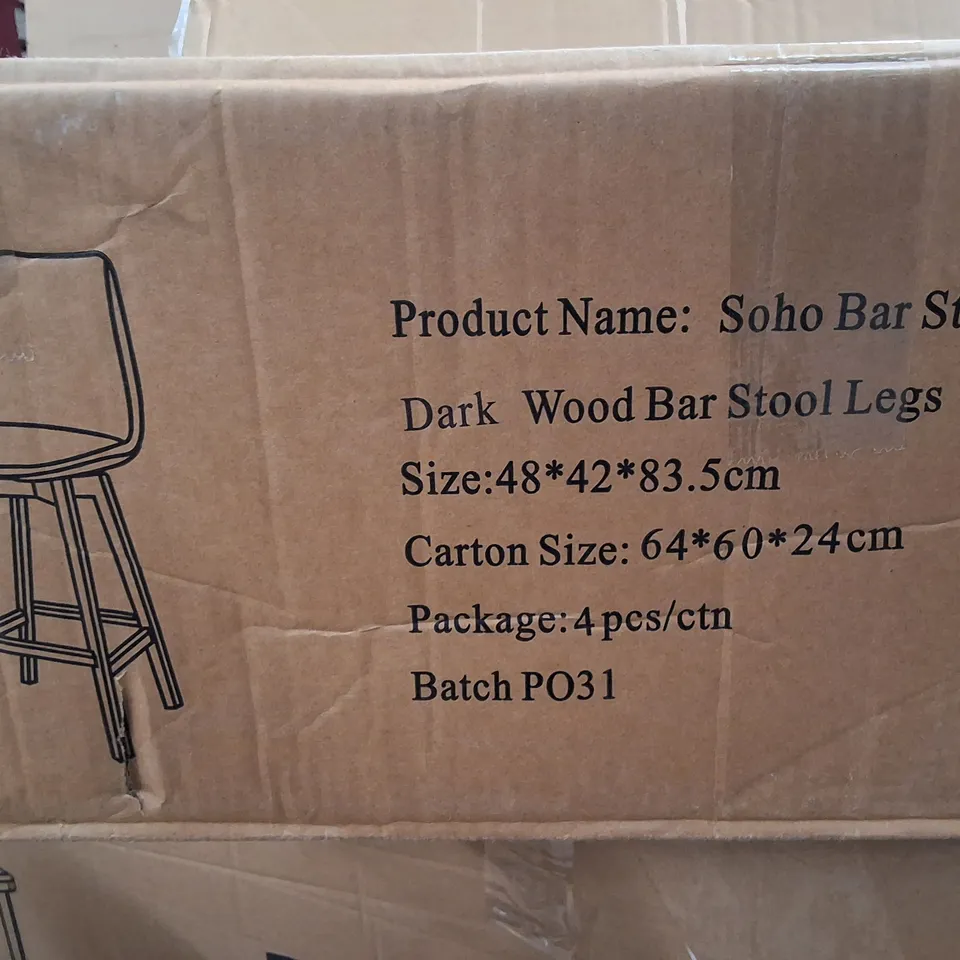 Product Name: Soho Bar St
Dark Wood Bar Stool Legs
Size:48*42*83.5cm
Carton Size: 64*60*24cm
Package:4pcs/ctn
Batch PO31